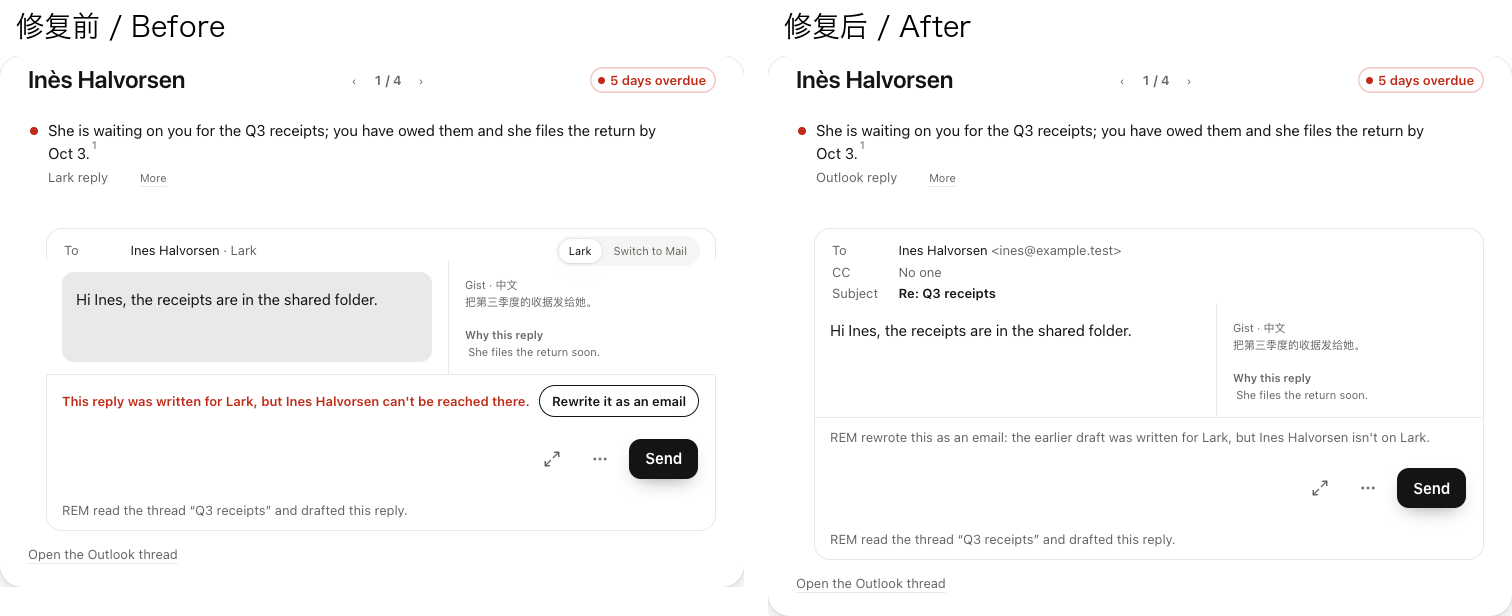 修复前 / Before
Inès Halvorsen
‹ 1 / 4 ›
5 days overdue
She is waiting on you for the Q3 receipts; you have owed them and she files the return by
Oct 3. 1
Lark reply More
To Ines Halvorsen · Lark
Lark Switch to Mail
Hi Ines, the receipts are in the shared folder.
Gist · 中文
把第三季度的收据发给她。
Why this reply
She files the return soon.
This reply was written for Lark, but Ines Halvorsen can't be reached there.
Rewrite it as an email
Send
REM read the thread “Q3 receipts” and drafted this reply.
Open the Outlook thread
修复后 / After
Inès Halvorsen
‹ 1 / 4 ›
5 days overdue
She is waiting on you for the Q3 receipts; you have owed them and she files the return by
Oct 3. 1
Outlook reply More
To Ines Halvorsen <ines@example.test>
CC No one
Subject Re: Q3 receipts
Hi Ines, the receipts are in the shared folder.
Gist · 中文
把第三季度的收据发给她。
Why this reply
She files the return soon.
REM rewrote this as an email: the earlier draft was written for Lark, but Ines Halvorsen isn't on Lark.
Send
REM read the thread “Q3 receipts” and drafted this reply.
Open the Outlook thread